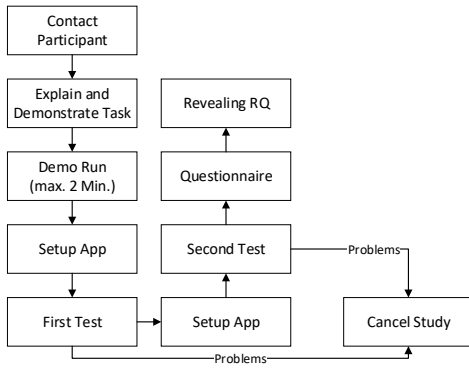 Contact
Participant
Explain and
Demonstrate Task
Revealing RQ
Demo Run
(max. 2 Min.)
Questionnaire
Setup App
Second Test
Problems
First Test
Setup App
Cancel Study
Problems